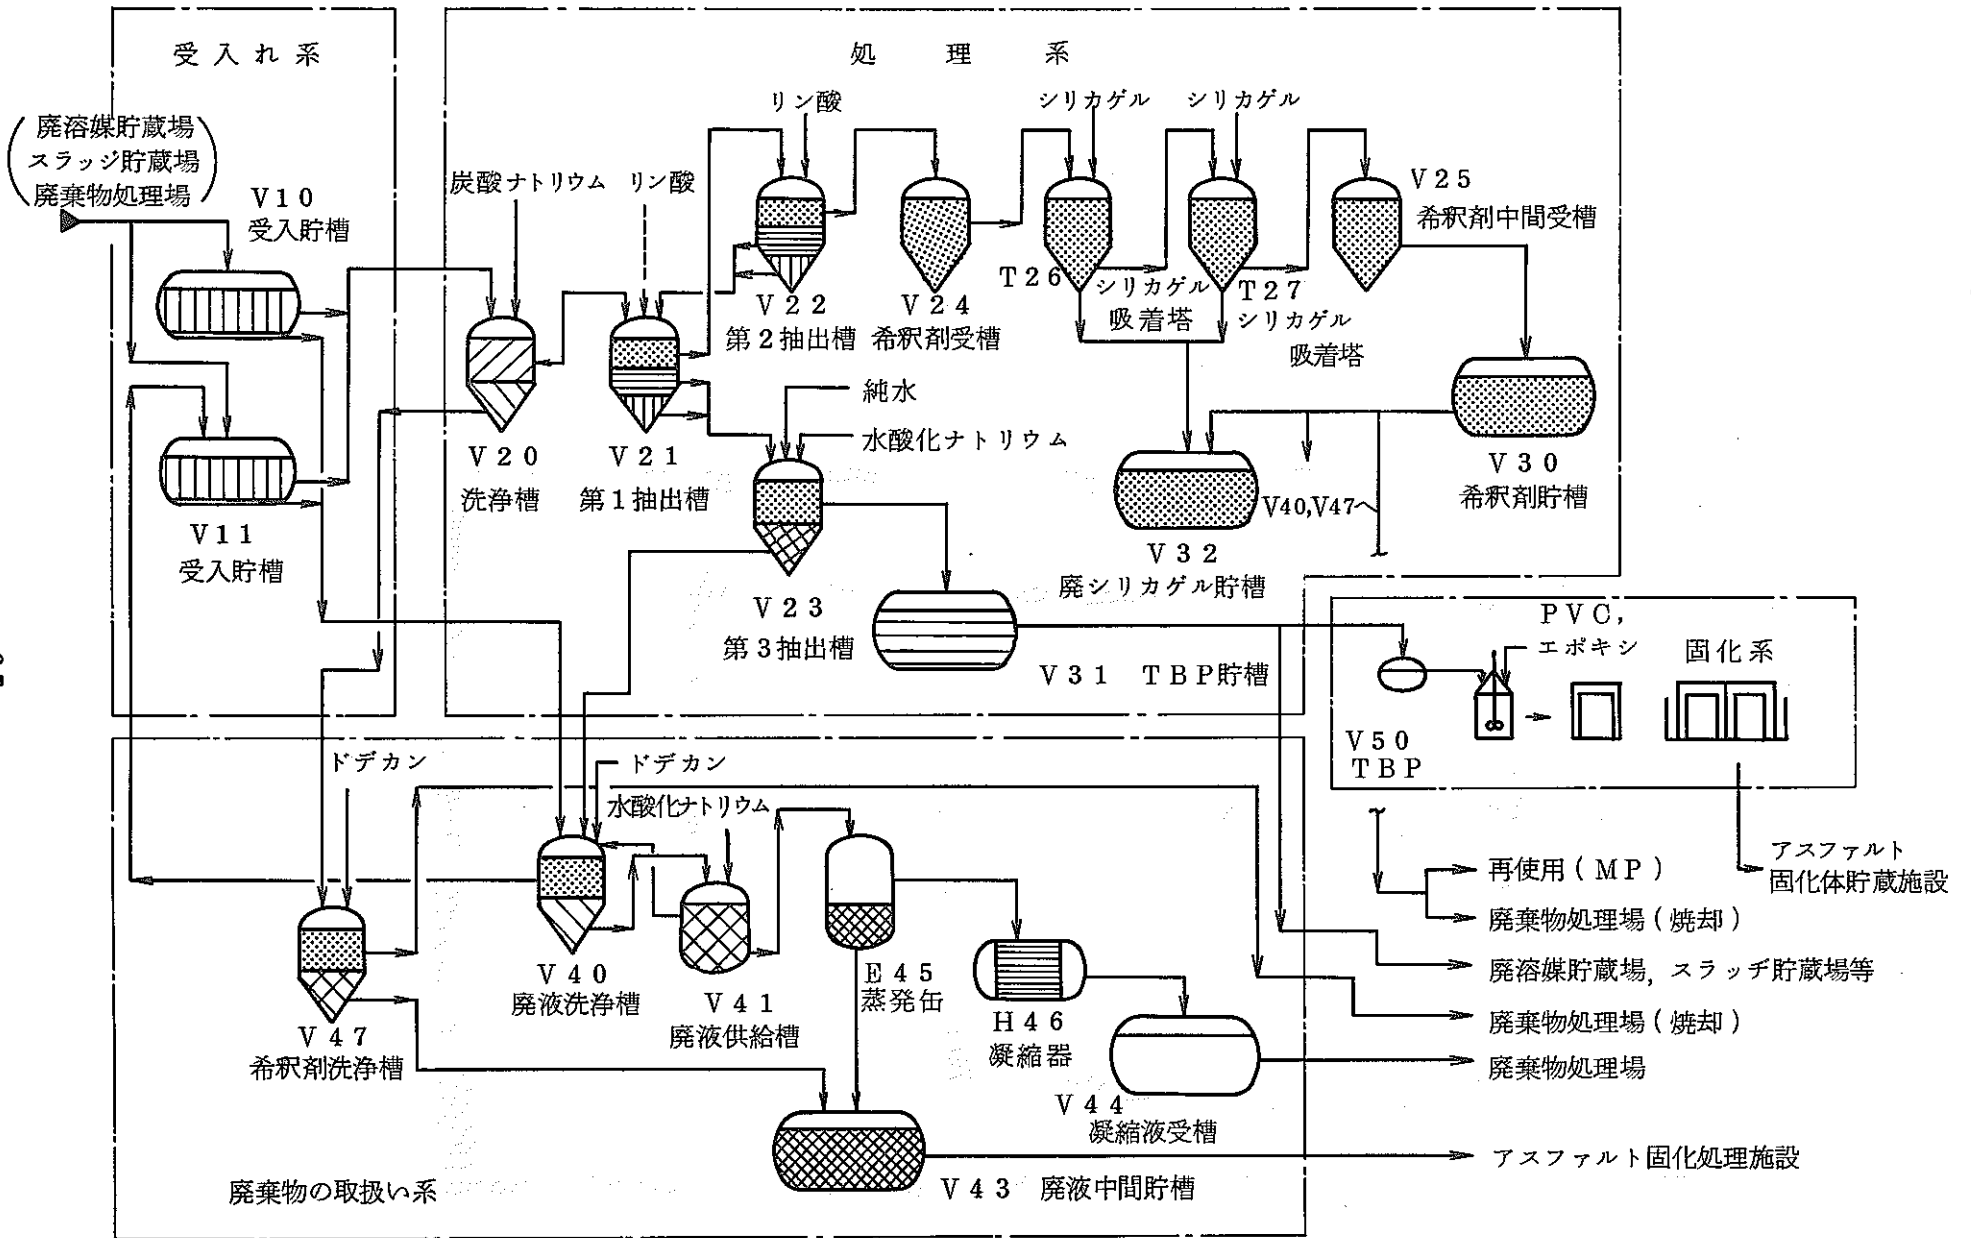 受入れ系
処理系
廃溶媒貯蔵場
スラッジ貯蔵場
廃棄物処理場
V10
受入貯槽
V11
受入貯槽
炭酸ナトリウム
リン酸
リン酸
シリカゲル
シリカゲル
V20
洗浄槽
V21
第1抽出槽
V22
第2抽出槽
V24
希釈剤受槽
T26
シリカゲル
吸着塔
T27
シリカゲル
吸着塔
V25
希釈剤中間受槽
純水
水酸化ナトリウム
V23
第3抽出槽
V30
希釈剤貯槽
V40,V47
V32
廃シリカゲル貯槽
V31 TBP貯槽
PVC,
エポキシ
固化系
V50
TBP
アスファルト
固化体貯蔵施設
ドデカン
ドデカン
水酸化ナトリウム
V47
希釈剤洗浄槽
V40
廃液洗浄槽
V41
廃液供給槽
E45
蒸発缶
H46
凝縮器
V44
凝縮液受槽
V43 廃液中間貯槽
廃棄物の取扱い系
再使用(MP)
廃棄物処理場(焼却)
廃溶媒貯蔵場,スラッヂ貯蔵場等
廃棄物処理場(焼却)
廃棄物処理場
アスファルト固化処理施設